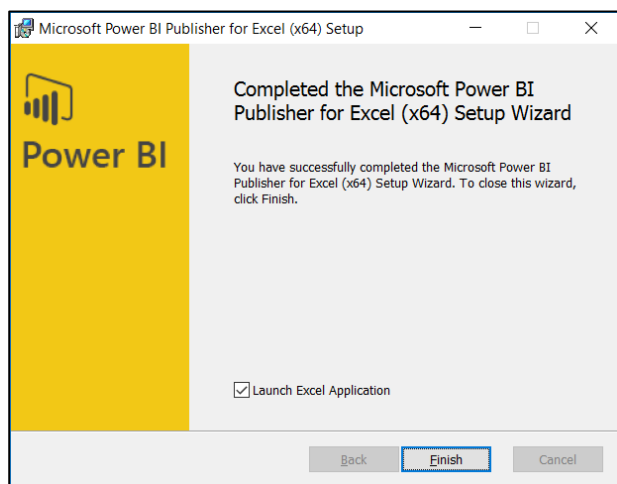 Microsoft Power BI Publisher for Excel (x64) Setup
Power BI
Completed the Microsoft Power BI
Publisher for Excel (x64) Setup Wizard
You have successfully completed the Microsoft Power BI
Publisher for Excel (x64) Setup Wizard. To close this wizard,
click Finish.
Launch Excel Application
Back
Finish
Cancel